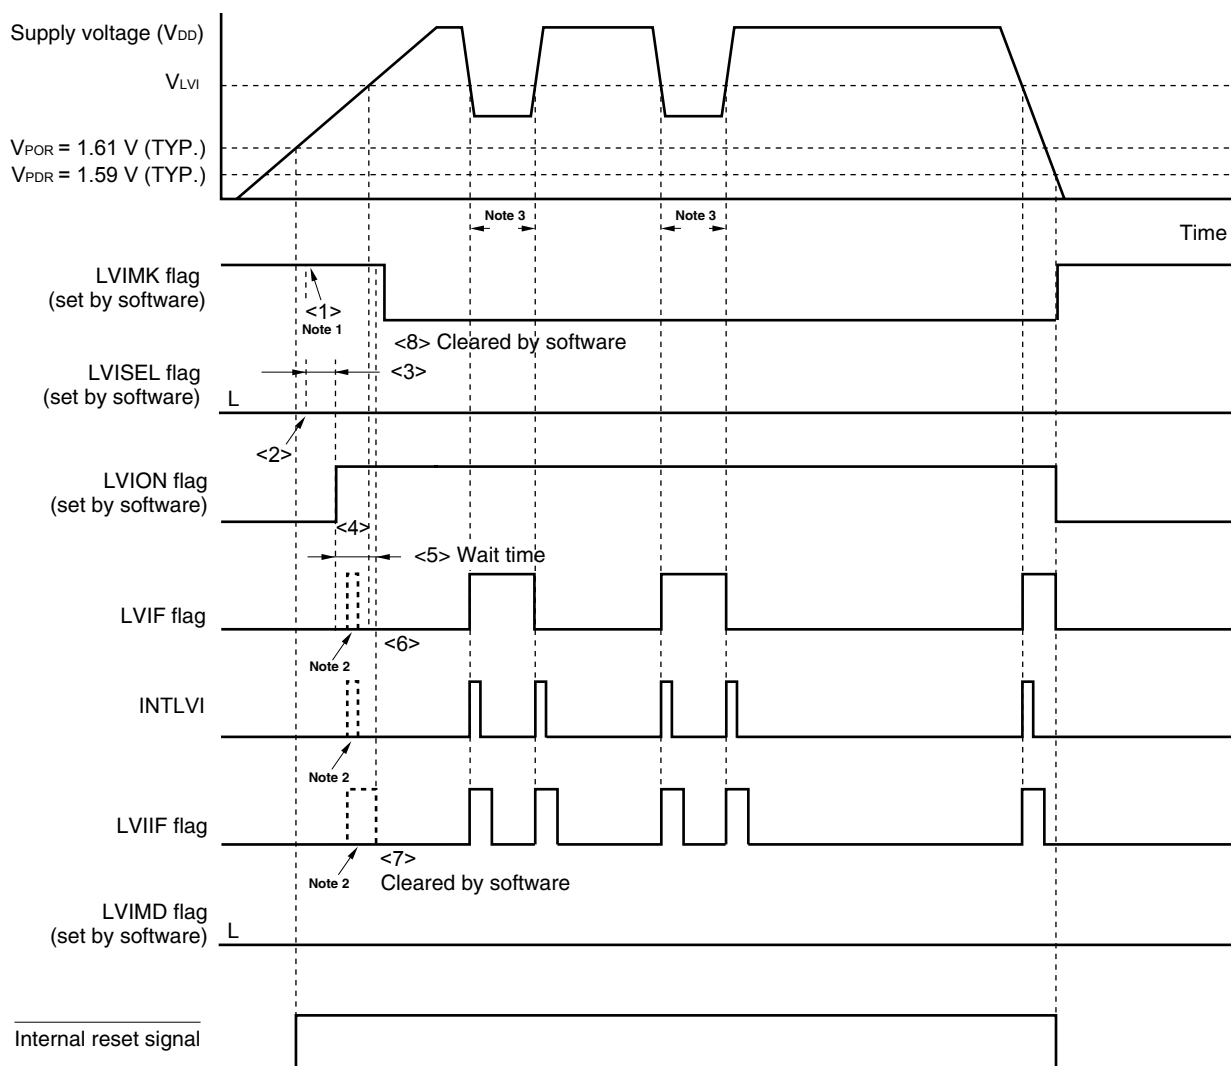 Supply voltage (VDD)
VLVI
VPOR = 1.61 V (TYP.)
VPDR = 1.59 V (TYP.)
Note 3
Note 3
Time
LVIMK flag
(set by software)
<1>
Note 1
<8> Cleared by software
LVISEL flag
(set by software)
L
<3>
<2>
LVION flag
(set by software)
<4>
<5> Wait time
LVIF flag
<6>
Note 2
INTLVI
Note 2
LVIIF flag
<7>
Note 2
Cleared by software
LVIMD flag
(set by software)
L
Internal reset signal